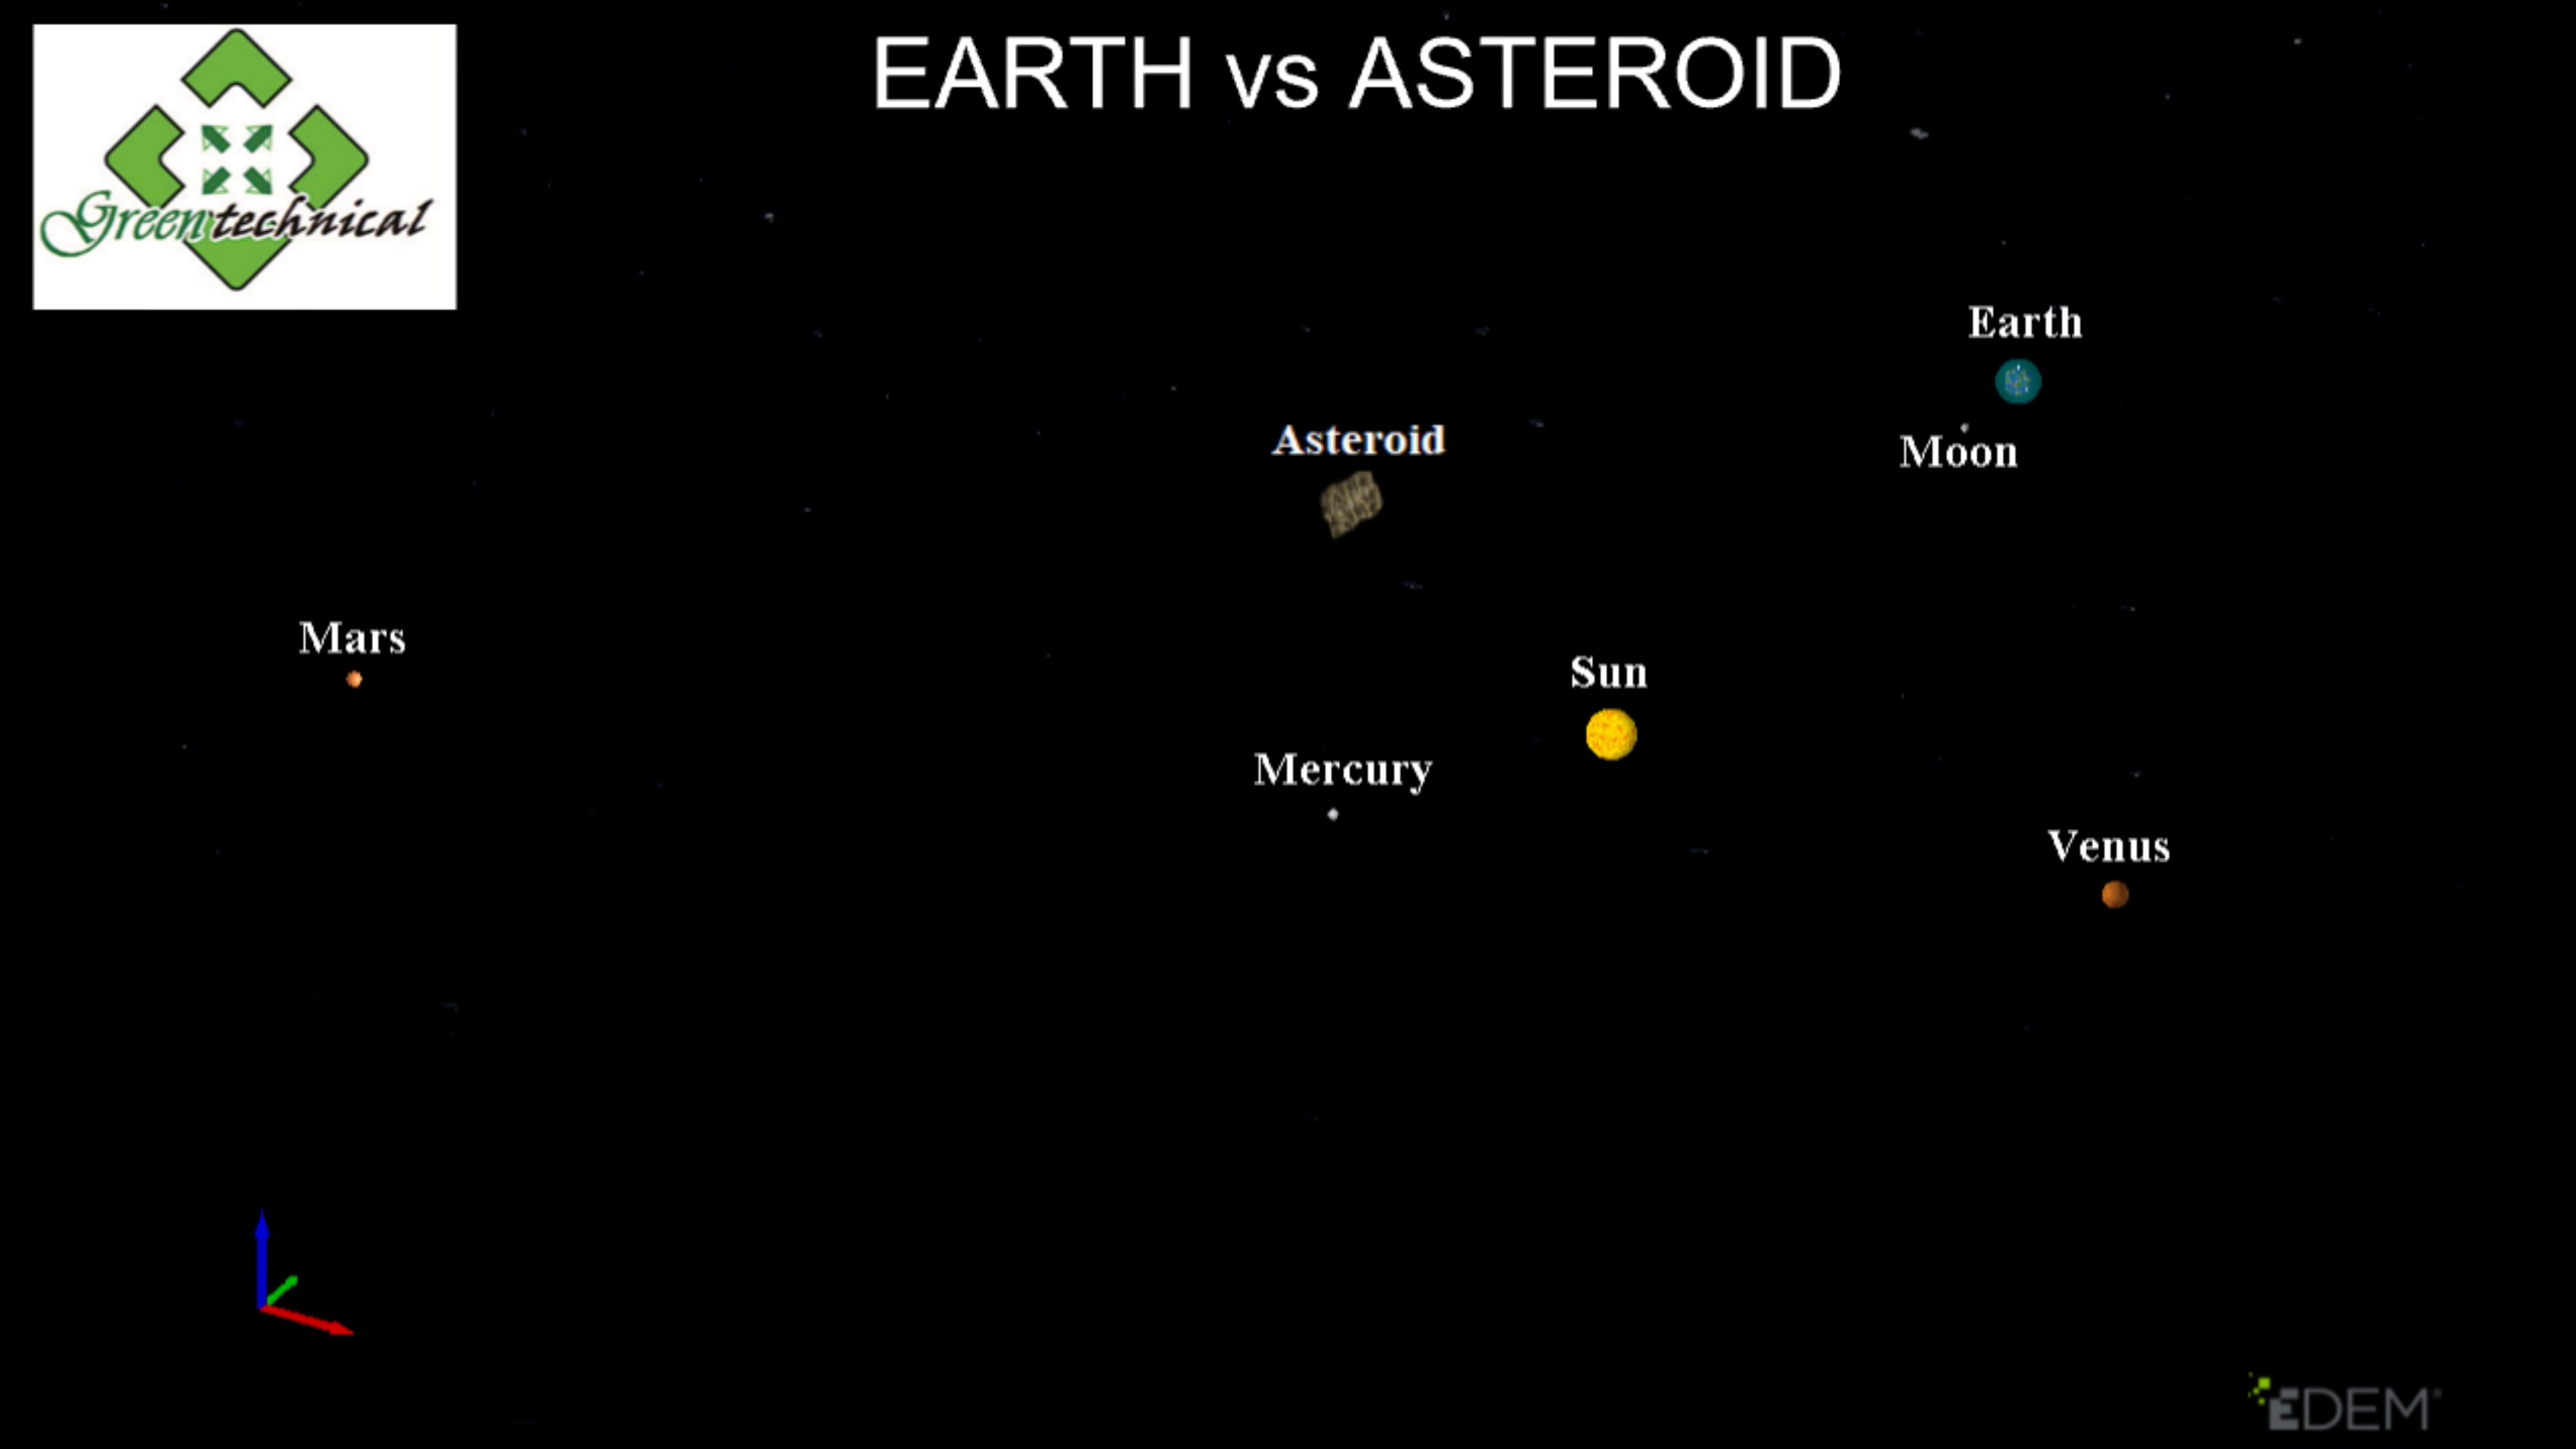 EARTH vs ASTEROID
Greentechnical
Earth
Asteroid
Moon
Mars
Sun
Mercury
Venus
EDEM®